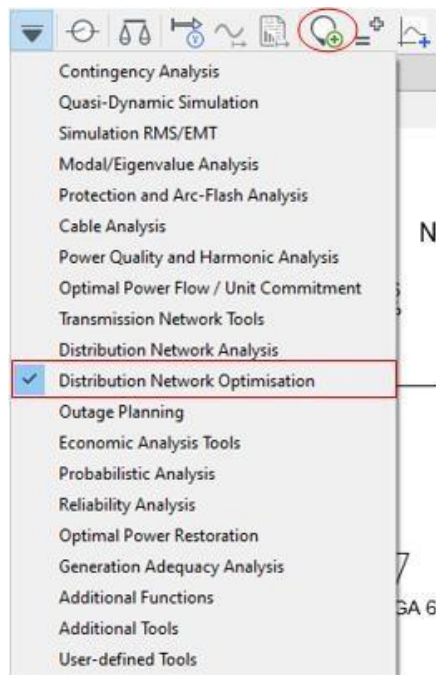 Contingency Analysis
Quasi-Dynamic Simulation
Simulation RMS/EMT
Modal/Eigenvalue Analysis
Protection and Arc-Flash Analysis
Cable Analysis
Power Quality and Harmonic Analysis
N
Optimal Power Flow / Unit Commitment
Transmission Network Tools
Distribution Network Analysis
Distribution Network Optimisation
Outage Planning
Economic Analysis Tools
Probabilistic Analysis
Reliability Analysis
Optimal Power Restoration
Generation Adequacy Analysis
Additional Functions
GA 6
Additional Tools
User-defined Tools